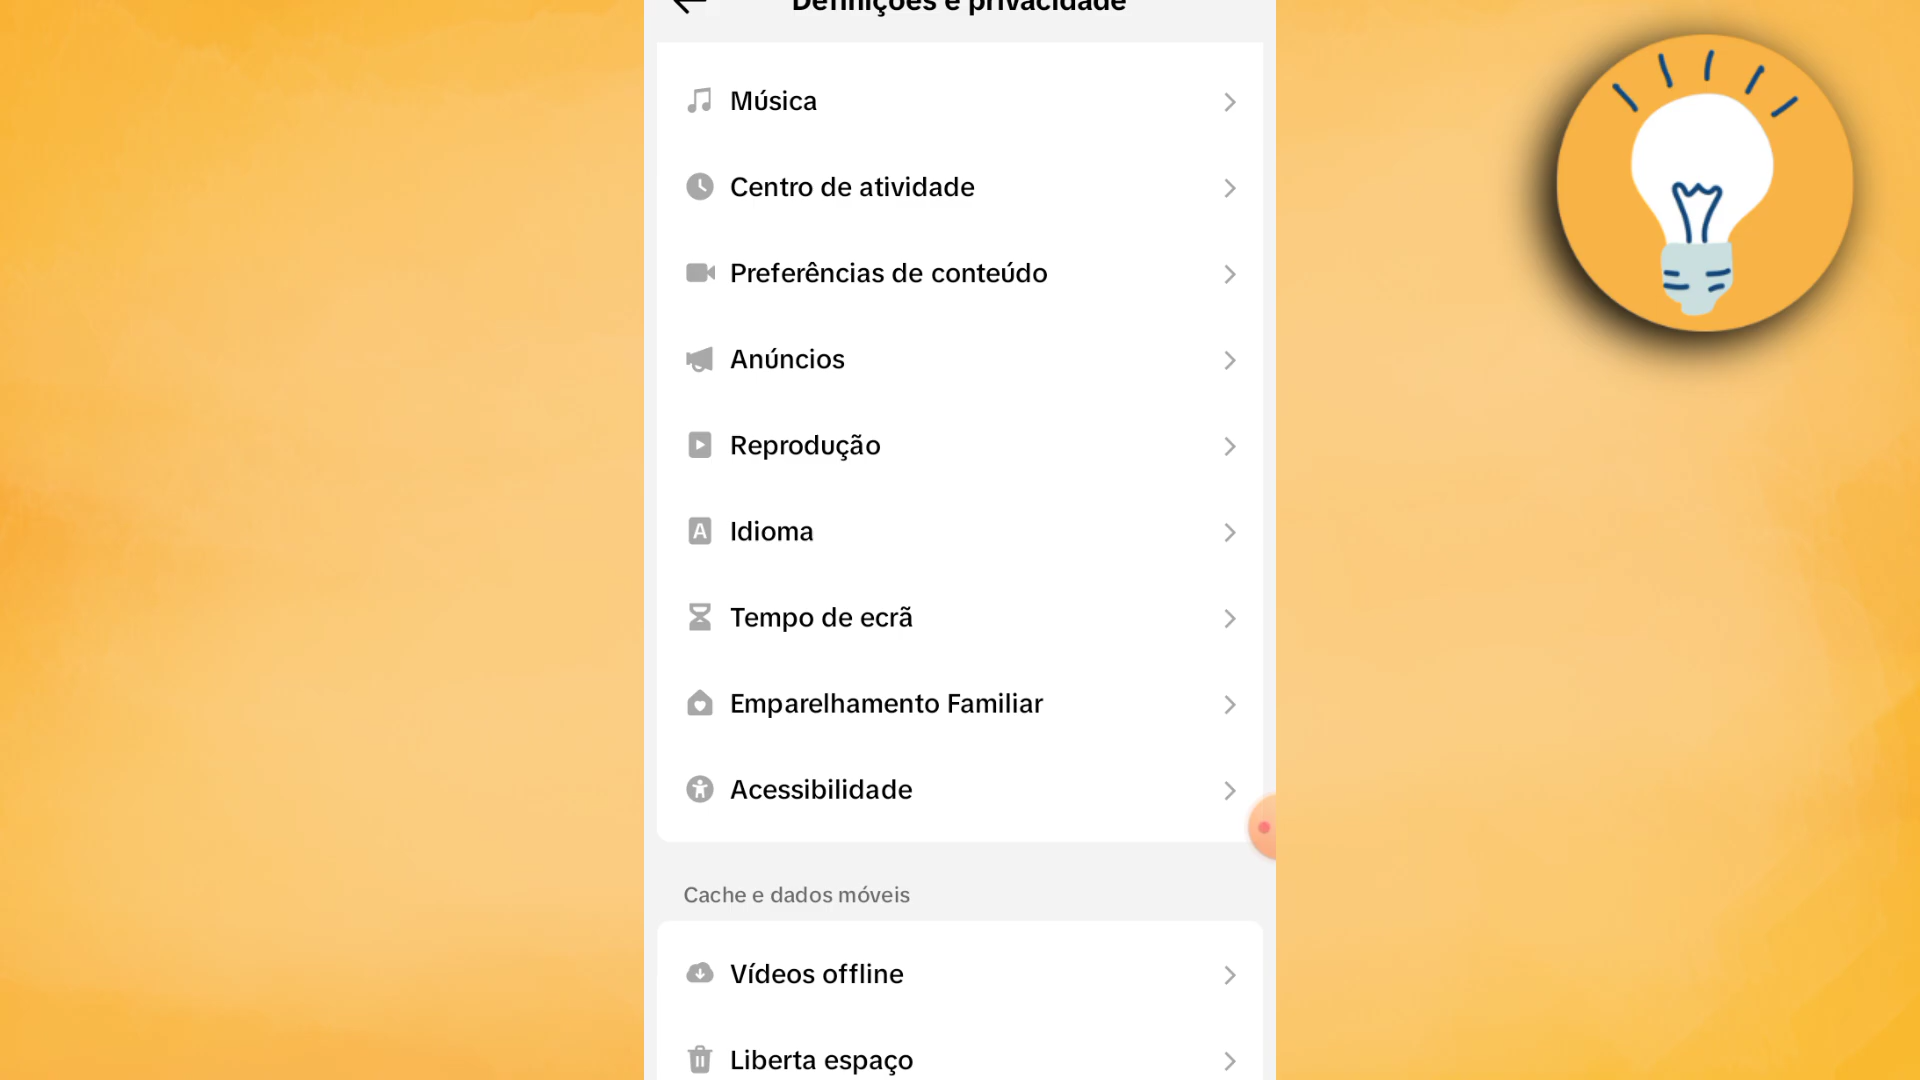 Definições e privacidade
Música
Centro de atividade
Preferências de conteúdo
Anúncios
Reprodução
Idioma
Tempo de ecrã
Emparelhamento Familiar
Acessibilidade
Cache e dados móveis
Vídeos offline
Liberta espaço